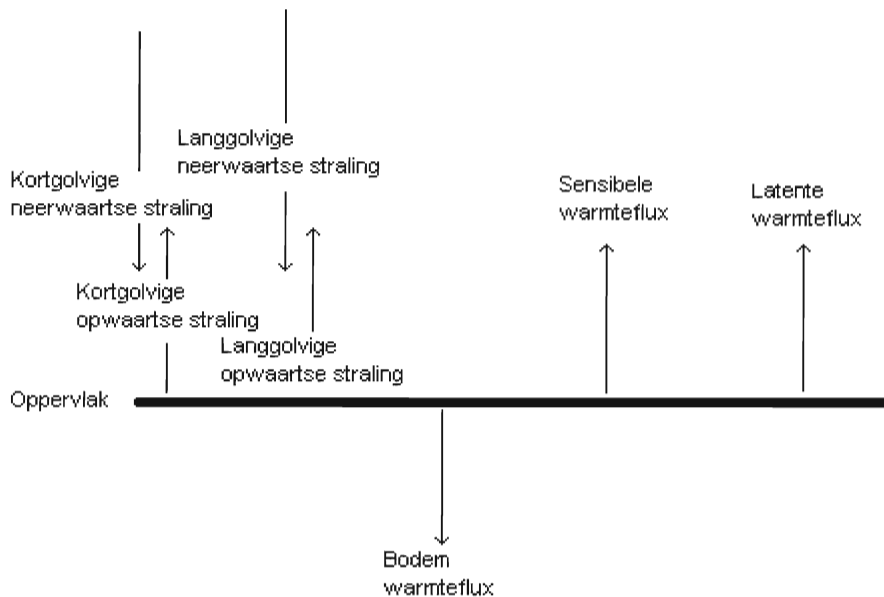 Langgolvige
neerwaartse straling
Kortgolvige
neerwaartse straling
Sensibele
warmteflux
Latente
warmteflux
Kortgolvige
opwaartse straling
Langgolvige
opwaartse straling
Oppervlak
Bodem
warmteflux